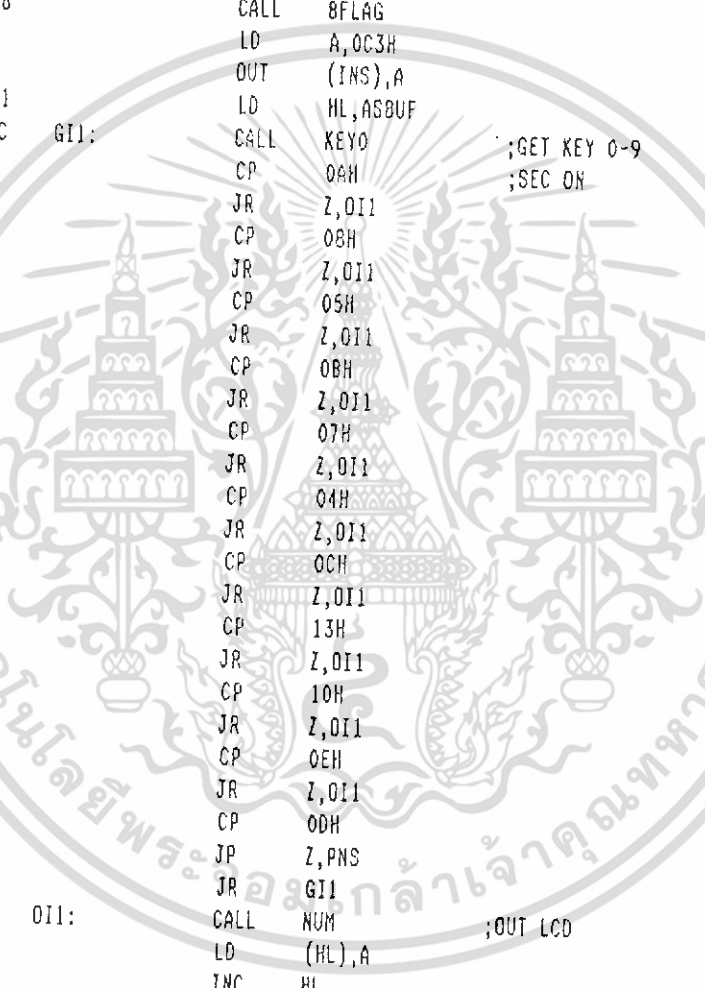 8 CALL 8FLAG
LD A,0C3H
OUT (INS),A
1 LD HL,ASBUF
C GI1: CALL KEY0 ;GET KEY 0-9
CP 0AH ;SEC ON
JR Z,OI1
CP 08H
JR Z,OI1
CP 05H
JR Z,OI1
CP 0BH
JR Z,OI1
CP 07H
JR Z,OI1
CP 04H
JR Z,OI1
CP 0CH
JR Z,OI1
CP 13H
JR Z,OI1
CP 10H
JR Z,OI1
CP 0EH
JR Z,OI1
CP 0DH
JP Z,PNS
JR GI1
OI1: CALL NUM ;OUT LCD
LD (HL),A
INC HL